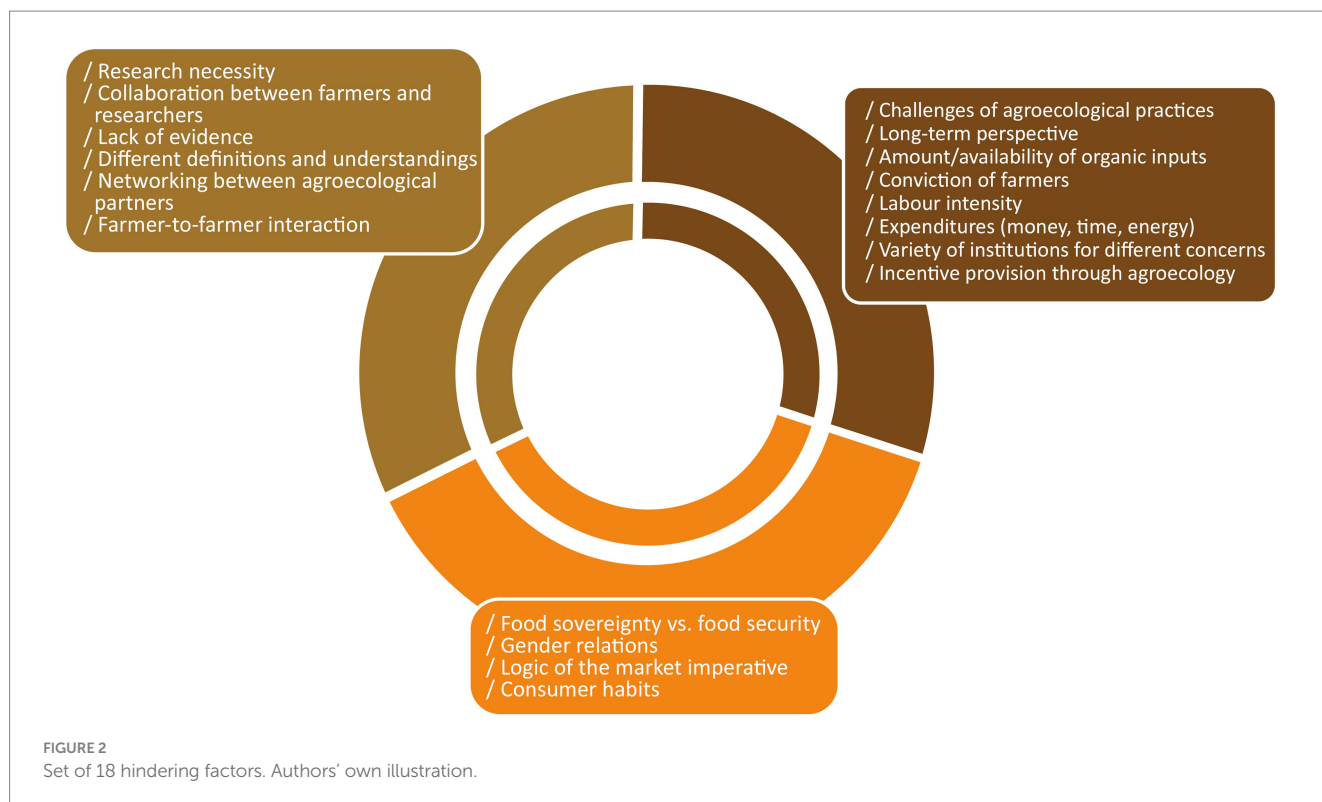 / Research necessity
/ Collaboration between farmers and
researchers
/ Lack of evidence
/ Different definitions and understandings
/ Networking between agroecological
partners
/ Farmer-to-farmer interaction
/ Challenges of agroecological practices
/ Long-term perspective
/ Amount/availability of organic inputs
/ Conviction of farmers
/ Labour intensity
/ Expenditures (money, time, energy)
/ Variety of institutions for different concerns
/ Incentive provision through agroecology
/ Food sovereignty vs. food security
/ Gender relations
/ Logic of the market imperative
/ Consumer habits
FIGURE 2
Set of 18 hindering factors. Authors' own illustration.